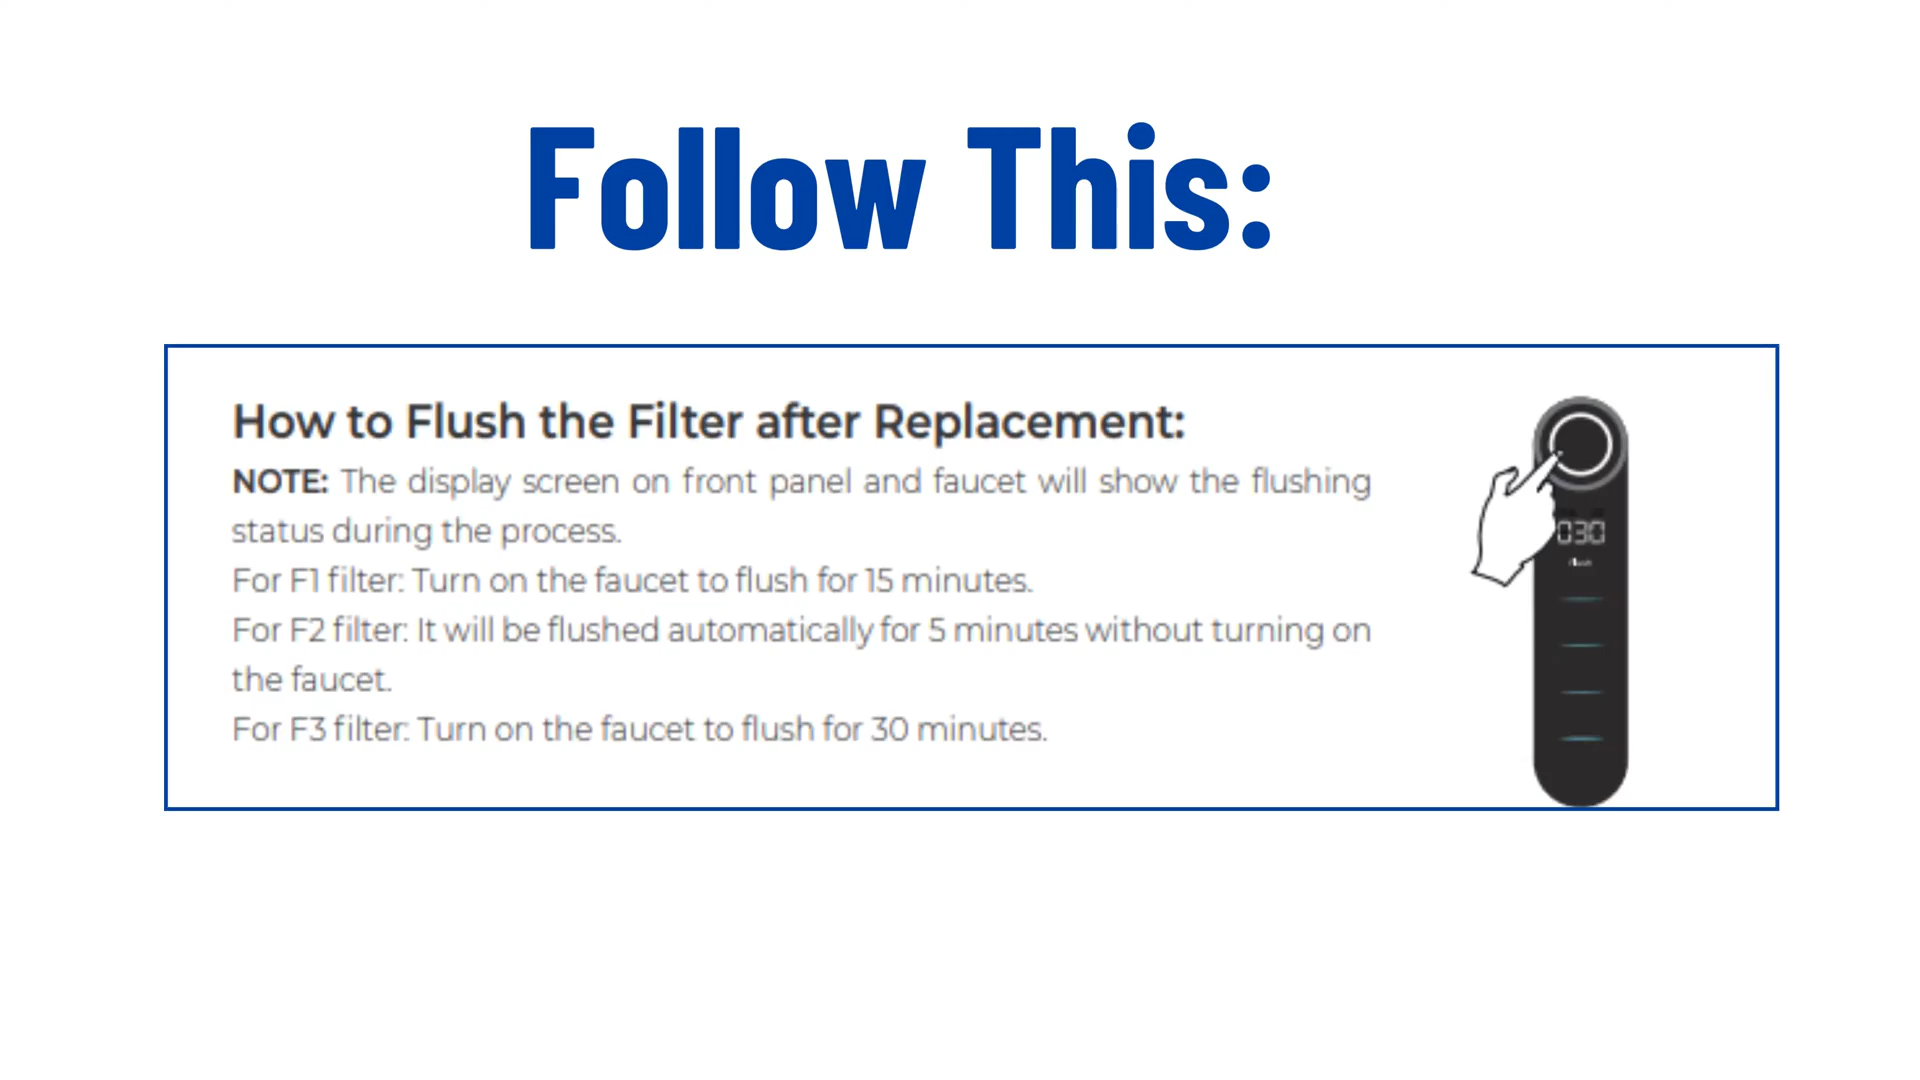 Follow This:
How to Flush the Filter after Replacement:
NOTE: The display screen on front panel and faucet will show the flushing
status during the process.
For F1 filter: Turn on the faucet to flush for 15 minutes.
For F2 filter: It will be flushed automatically for 5 minutes without turning on
the faucet.
For F3 filter: Turn on the faucet to flush for 30 minutes.
030
flush